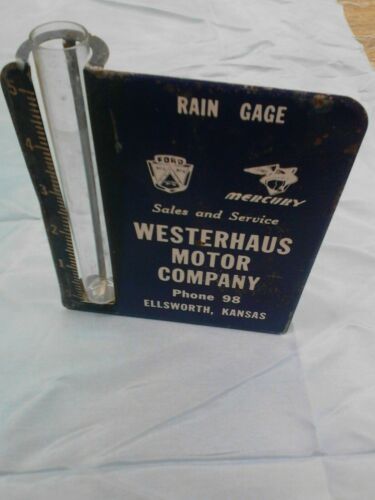 RAIN GAGE
FORD
MERCURY
Sales and Service
WESTERHAUS
MOTOR
COMPANY
Phone 98
ELLSWORTH, KANSAS
5
4
3
2
1